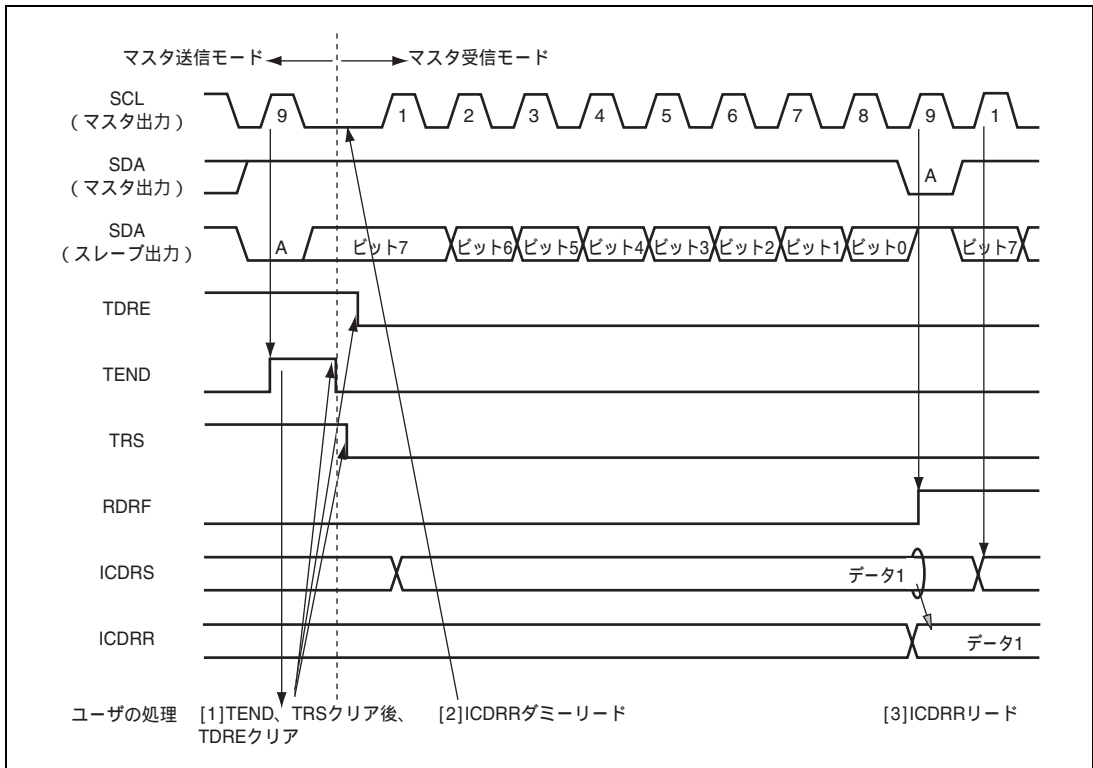 マスタ送信モード マスタ受信モード
SCL
(マスタ出力)
9 1 2 3 4 5 6 7 8 9 1
SDA
(マスタ出力)
A
SDA
(スレーブ出力)
A ビット7 ビット6 ビット5 ビット4 ビット3 ビット2 ビット1 ビット0 ビット7
TDRE
TEND
TRS
RDRF
ICDRS
データ1
ICDRR
データ1
ユーザの処理 [1]TEND、TRSクリア後、 [2]ICDRRダミーリード [3]ICDRRリード
TDREクリア